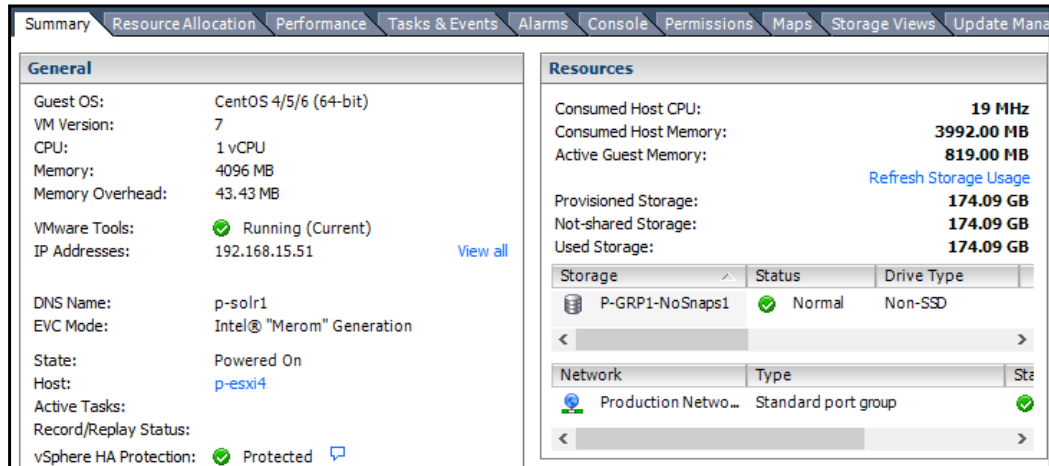 Summary Resource Allocation Performance Tasks & Events Alarms Console Permissions Maps Storage Views Update Mana
General
Guest OS: CentOS 4/5/6 (64-bit)
VM Version: 7
CPU: 1 vCPU
Memory: 4096 MB
Memory Overhead: 43.43 MB
VMware Tools: Running (Current)
IP Addresses: 192.168.15.51 View all
DNS Name: p-solr1
EVC Mode: Intel® "Merom" Generation
State: Powered On
Host: p-esxi4
Active Tasks:
Record/Replay Status:
vSphere HA Protection: Protected
Resources
Consumed Host CPU: 19 MHz
Consumed Host Memory: 3992.00 MB
Active Guest Memory: 819.00 MB
Refresh Storage Usage
Provisioned Storage: 174.09 GB
Not-shared Storage: 174.09 GB
Used Storage: 174.09 GB
Storage Status Drive Type
P-GRP1-NoSnaps1 Normal Non-SSD
Network Type Sta
Production Netwo... Standard port group